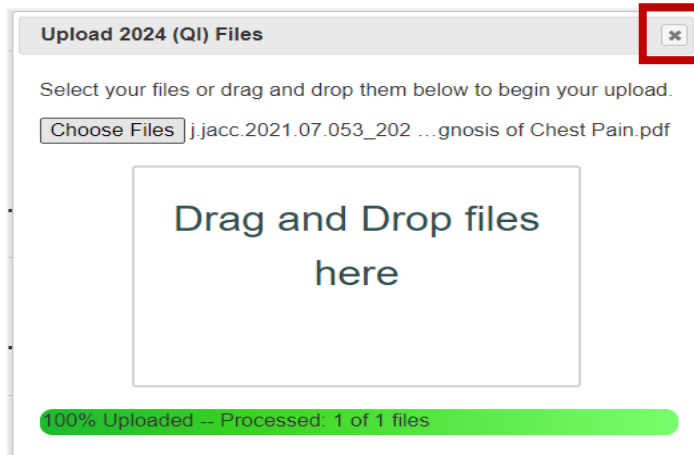 Upload 2024 (QI) Files
Select your files or drag and drop them below to begin your upload.
Choose Files j.jacc.2021.07.053_202 ...gnosis of Chest Pain.pdf
Drag and Drop files
here
100% Uploaded -- Processed: 1 of 1 files